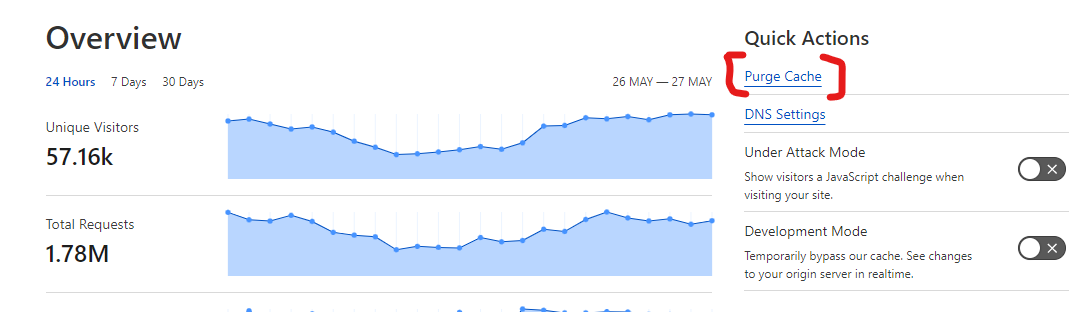 Overview
24 Hours 7 Days 30 Days 26 MAY — 27 MAY
Unique Visitors
57.16k
Total Requests
1.78M
Quick Actions
Purge Cache
DNS Settings
Under Attack Mode
Show visitors a JavaScript challenge when
visiting your site.
Development Mode
Temporarily bypass our cache. See changes
to your origin server in realtime.